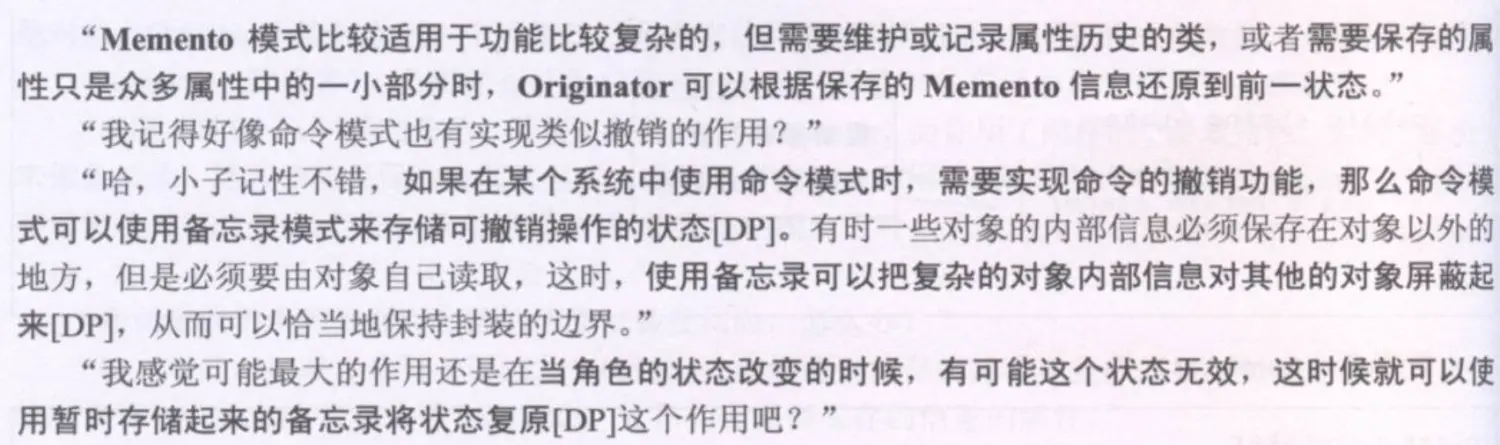 “Memento 模式比较适用于功能比较复杂的，但需要维护或记录属性历史的类，或者需要保存的属
性只是众多属性中的一小部分时，Originator 可以根据保存的 Memento 信息还原到前一状态。”
“我记得好像命令模式也有实现类似撤销的作用？”
“哈，小子记性不错，如果在某个系统中使用命令模式时，需要实现命令的撤销功能，那么命令模
式可以使用备忘录模式来存储可撤销操作的状态[DP]。有时一些对象的内部信息必须保存在对象以外的
地方，但是必须要由对象自己读取，这时，使用备忘录可以把复杂的对象内部信息对其他的对象屏蔽起
来[DP]，从而可以恰当地保持封装的边界。”
“我感觉可能最大的作用还是在当角色的状态改变的时候，有可能这个状态无效，这时候就可以使
用暂时存储起来的备忘录将状态复原[DP]这个作用吧？”